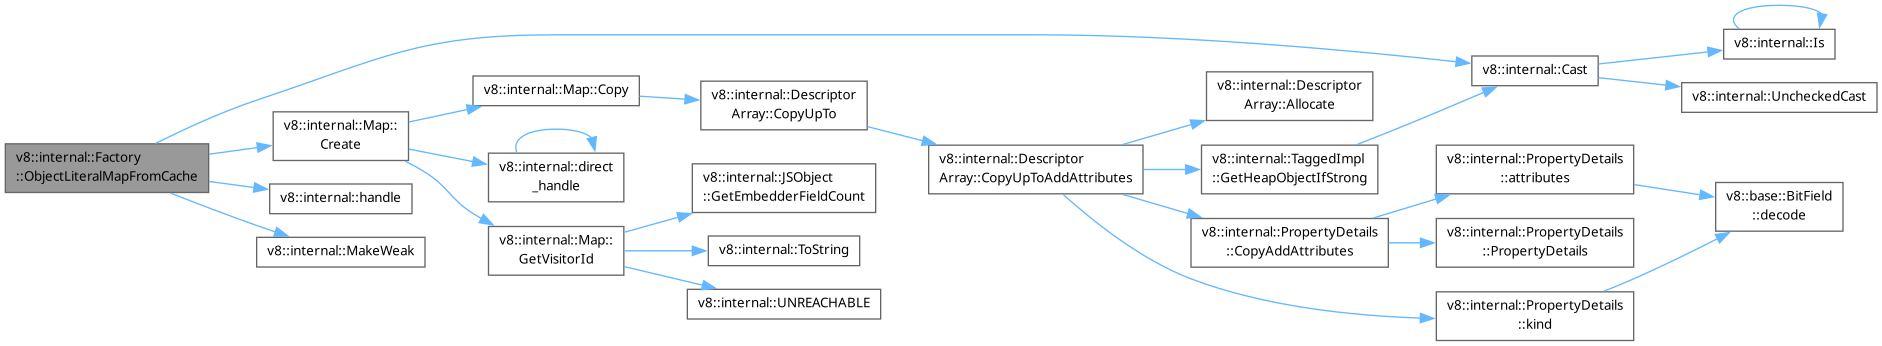 v8::internal::Factory
::ObjectLiteralMapFromCache
v8::internal::Map::
Create
v8::internal::handle
v8::internal::MakeWeak
v8::internal::Map::Copy
v8::internal::direct
_handle
v8::internal::Map::
GetVisitorId
v8::internal::Descriptor
Array::CopyUpTo
v8::internal::JSObject
::GetEmbedderFieldCount
v8::internal::ToString
v8::internal::UNREACHABLE
v8::internal::Descriptor
Array::CopyUpToAddAttributes
v8::internal::Descriptor
Array::Allocate
v8::internal::TaggedImpl
::GetHeapObjectIfStrong
v8::internal::PropertyDetails
::CopyAddAttributes
v8::internal::Cast
v8::internal::PropertyDetails
::attributes
v8::internal::PropertyDetails
::PropertyDetails
v8::internal::PropertyDetails
::kind
v8::internal::Is
v8::internal::UncheckedCast
v8::base::BitField
::decode